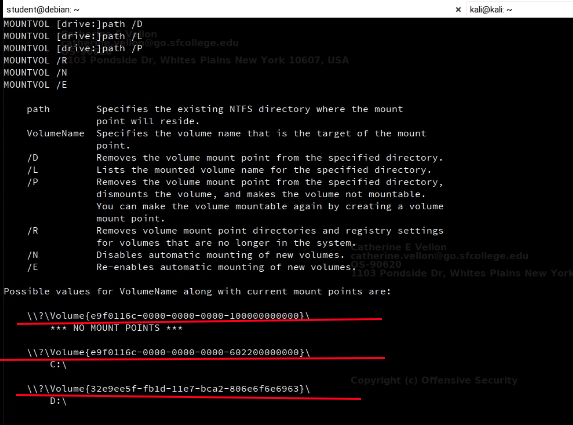 student@debian: ~ × kali@kali: ~
MOUNTVOL [drive:]path /D
MOUNTVOL [drive:]path /L
MOUNTVOL [drive:]path /P
MOUNTVOL /R
MOUNTVOL /N
MOUNTVOL /E
@go.sfcollege.edu
1103 Pondside Dr, Whites Plains New York 10607, USA
path Specifies the existing NTFS directory where the mount
point will reside.
VolumeName Specifies the volume name that is the target of the mount
point.
/D Removes the volume mount point from the specified directory.
/L Lists the mounted volume name for the specified directory.
/P Removes the volume mount point from the specified directory,
dismounts the volume, and makes the volume not mountable.
You can make the volume mountable again by creating a volume
mount point.
/R Removes volume mount point directories and registry settings
for volumes that are no longer in the system.
/N Disables automatic mounting of new volumes.
/E Re-enables automatic mounting of new volumes.
Catherine E Vellon
catherine.vellon@go.sfcollege.edu
OS-90620
1103 Pondside Dr, Whites Plains New York
Possible values for VolumeName along with current mount points are:
\\?\Volume{e9f0116c-0000-0000-0000-100000000000}\
*** NO MOUNT POINTS ***
\\?\Volume{e9f0116c-0000-0000-0000-602200000000}\
C:\
\\?\Volume{32e9ee5f-fb1d-11e7-bca2-806e6f6e6963}\
D:\
Copyright (c) Offensive Security